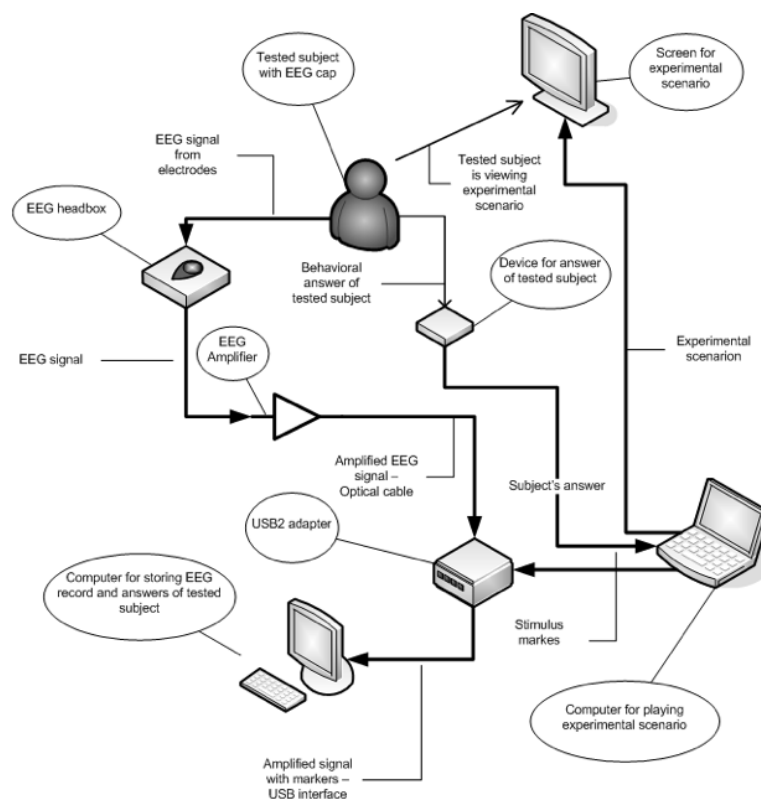 Tested subject
with EEG cap
Screen for
experimental
scenario
EEG signal
from
electrodes
Tested subject
is viewing
experimental
scenario
EEG headbox
Behavioral
answer of
tested subject
Device for answer
of tested subject
EEG signal
EEG
Amplifier
Experimental
scenarion
Amplified EEG
signal –
Optical cable
Subject's answer
USB2 adapter
Computer for storing EEG
record and answers of tested
subject
Stimulus
markes
Computer for playing
experimental scenario
Amplified signal
with markers –
USB interface